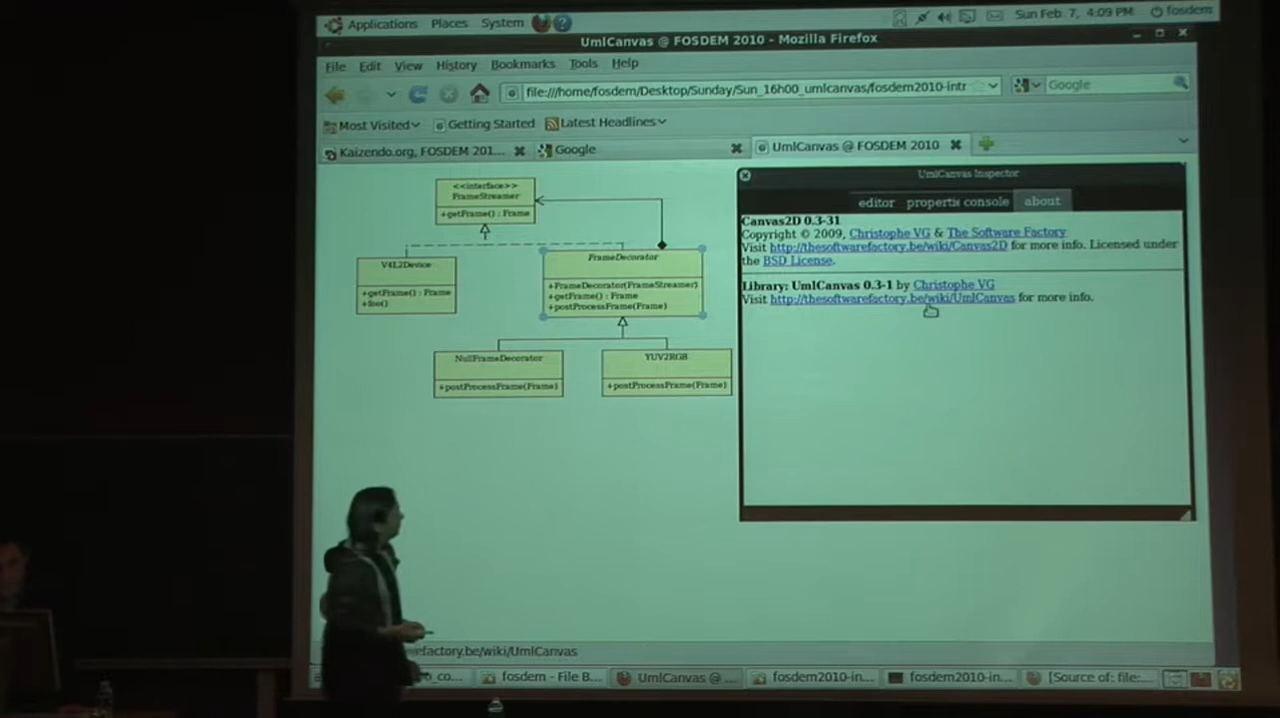 Applications Places System
Sun Feb 7, 4:09 PM fosdem
UmlCanvas @ FOSDEM 2010 - Mozilla Firefox
File Edit View History Bookmarks Tools Help
file:///home/fosdem/Desktop/Sunday/Sun_16h00_umlcanvas/fosdem2010-intr
Google
Most Visited Getting Started Latest Headlines
Kaizendo.org, FOSDEM 201... Google UmlCanvas @ FOSDEM 2010
UmlCanvas Inspector
editor properti console about
Canvas2D 0.3-31
Copyright © 2009, Christophe VG & The Software Factory
Visit http://thesoftwarefactory.be/wiki/Canvas2D for more info. Licensed under
the BSD License.
Library: UmlCanvas 0.3-1 by Christophe VG
Visit http://thesoftwarefactory.be/wiki/UmlCanvas for more info.
<<interface>>
FrameStreamer
+getFrame() : Frame
V4L2Device
+getFrame() : Frame
+foo()
FrameDecorator
+FrameDecorator(FrameStreamer)
+getFrame() : Frame
+postProcessFrame(Frame)
NullFrameDecorator
+postProcessFrame(Frame)
YUV2RGB
+postProcessFrame(Frame)
efactory.be/wiki/UmlCanvas
_co... fosdem - File B... UmlCanvas @ ... fosdem2010-in... fosdem2010-in... [Source of: file:...